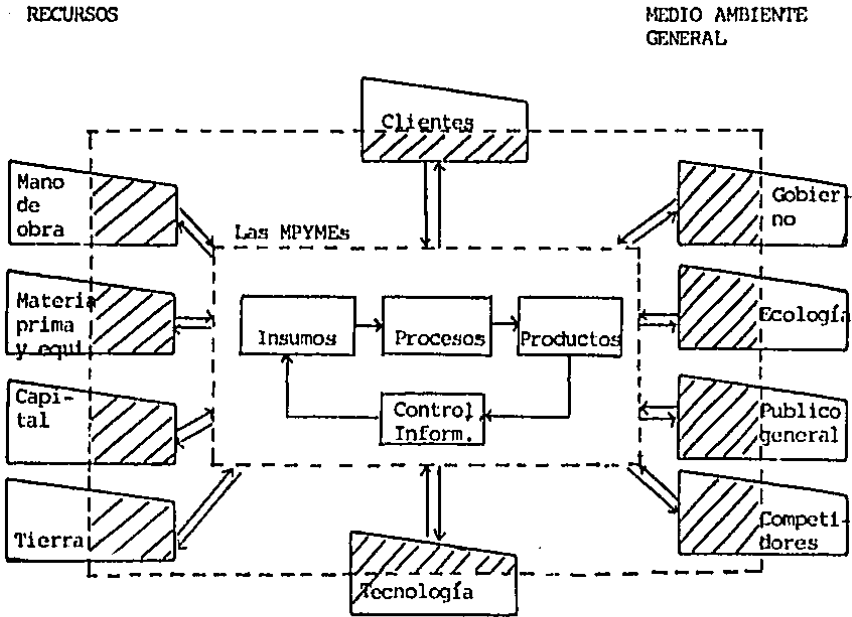 RECURSOS
MEDIO AMBIENTE
GENERAL
Clientes
Mano
de
obra
Gobier-
no
Las MPYMEs
Materia
prima
y equi
Insumos
Procesos
Productos
Ecología
Capi-
tal
Control
Inform.
Publico
general
Tierra
Competi-
dores
Tecnología